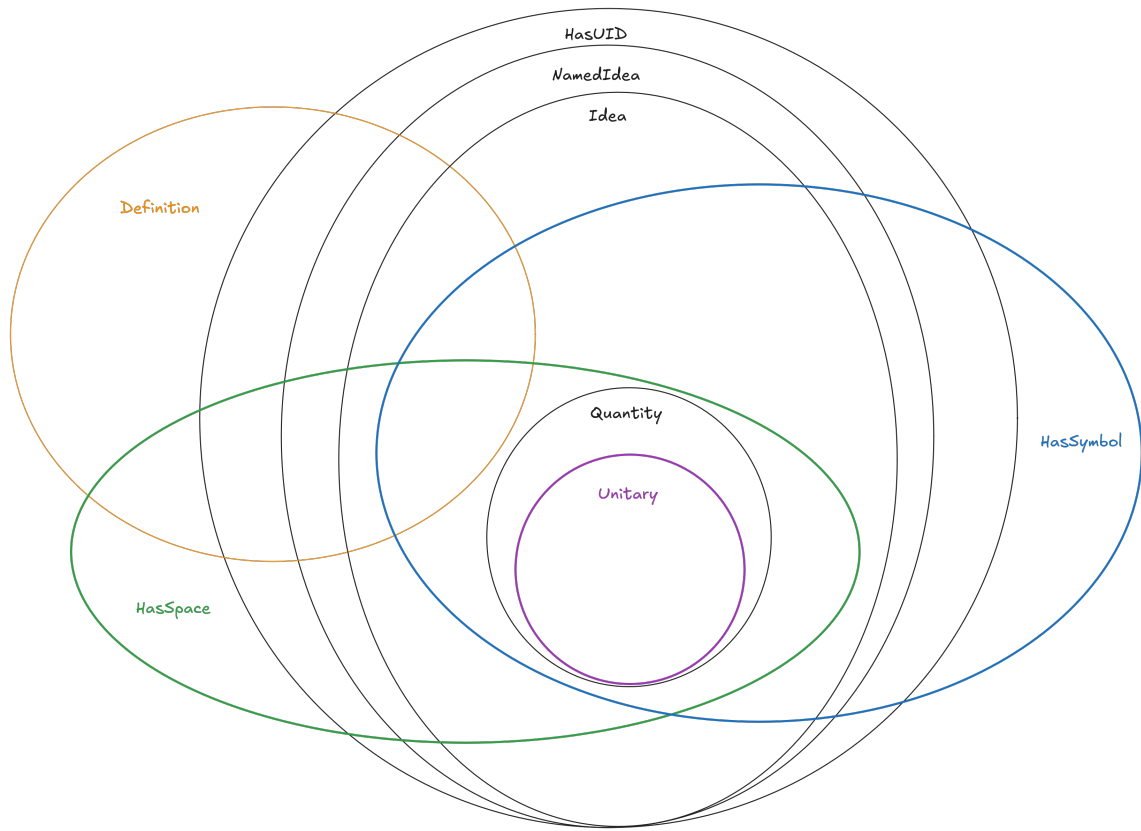 HasUID
NamedIdea
Idea
Definition
Quantity
HasSymbol
Unitary
HasSpace